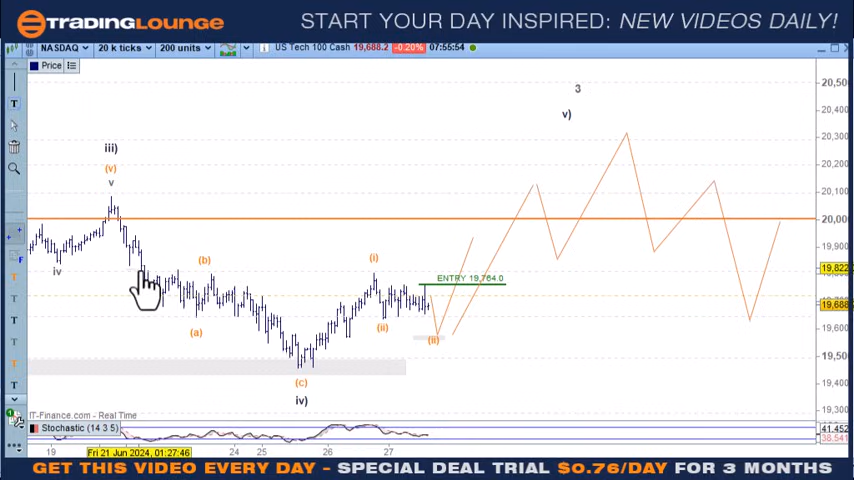 TRADINGLOUNGE
START YOUR DAY INSPIRED: NEW VIDEOS DAILY!
NASDAQ 20 k ticks 200 units US Tech 100 Cash 19,688.2 -0.20% 07:55:54
Price
3
v)
iii)
(v)
v
iv
(a)
(b)
(c)
iv)
(i)
(ii)
ENTRY 19,764.0
(ii)
20,500
20,400
20,300
20,200
20,100
20,000
19,900
19,822
19,688
19,600
19,500
19,400
19,300
IT-Finance.com - Real Time
Stochastic (14 3 5)
41.452
38.541
19
Fri 21 Jun 2024, 01:27:46
24 25 26 27
GET THIS VIDEO EVERY DAY - SPECIAL DEAL TRIAL $0.76/DAY FOR 3 MONTHS